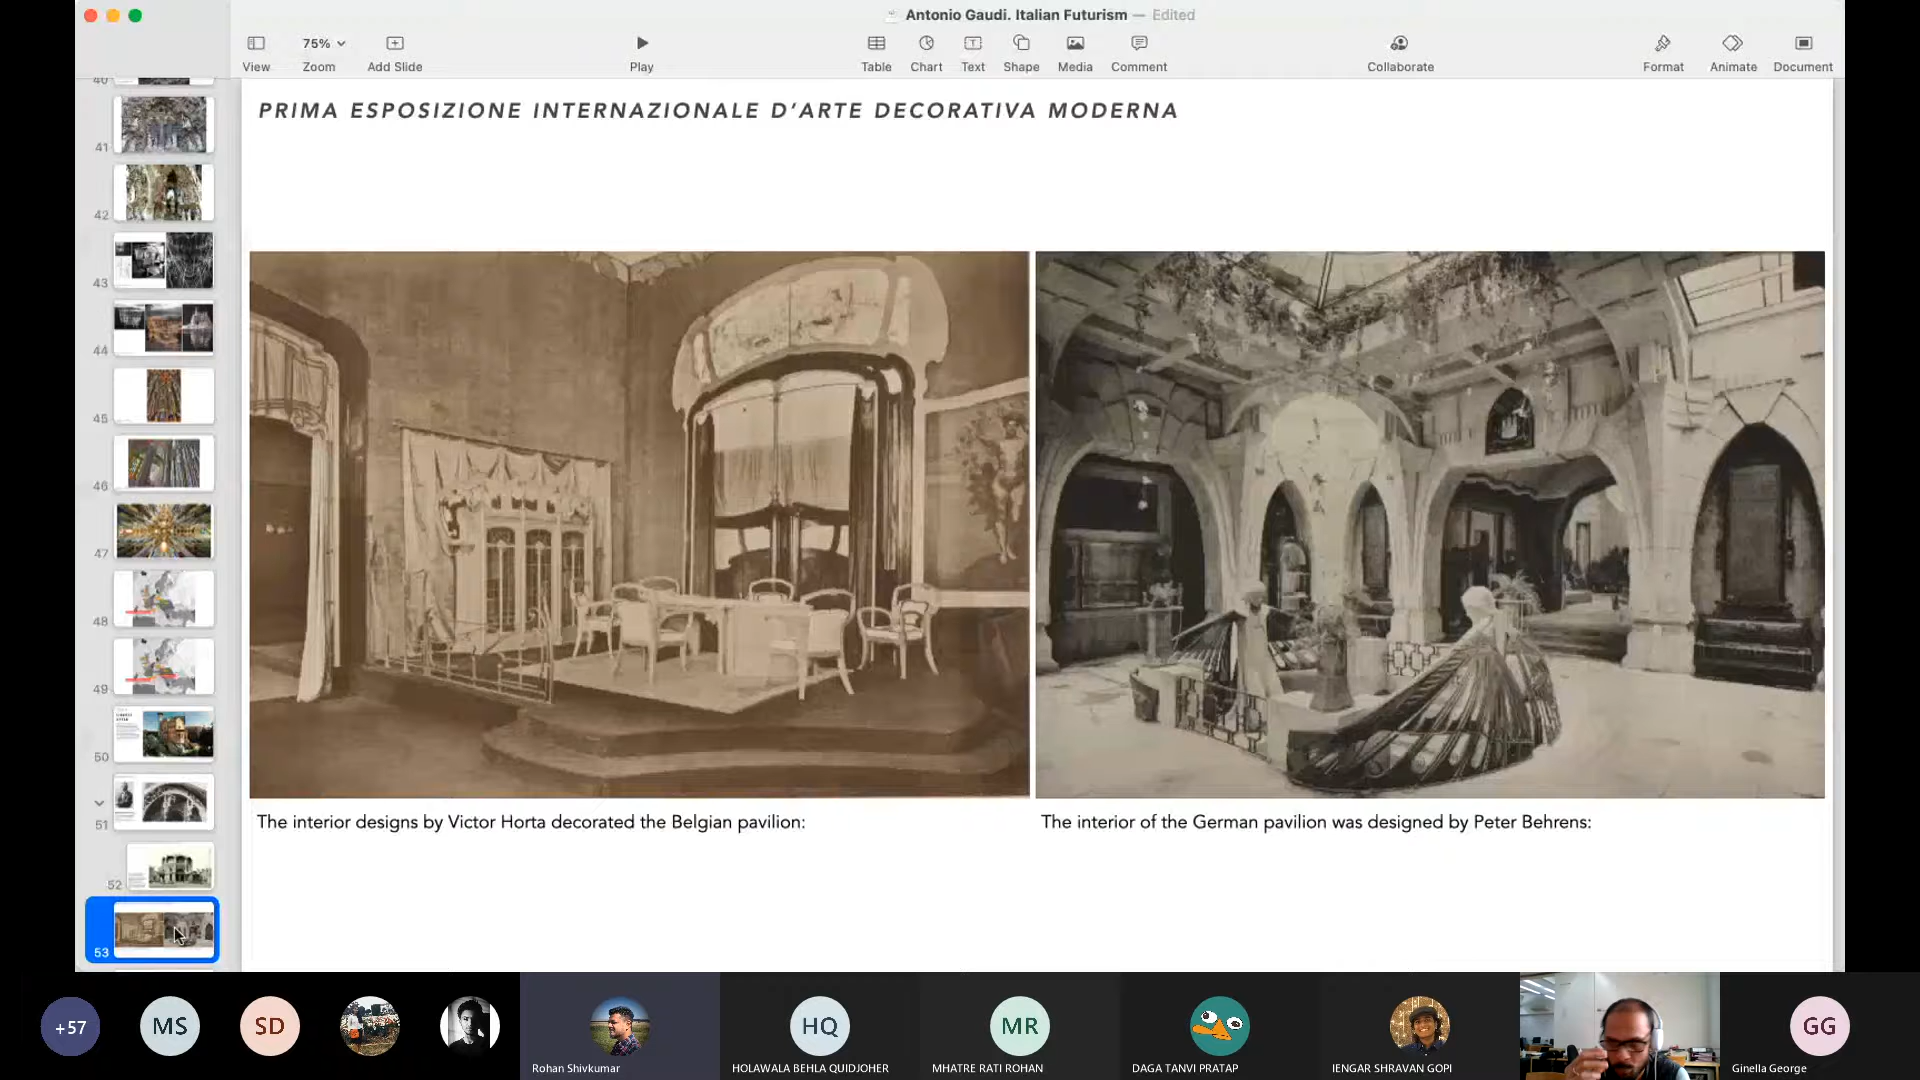 Antonio Gaudi. Italian Futurism — Edited
View
75%
Zoom
Add Slide
Play
Table
Chart
Text
Shape
Media
Comment
Collaborate
Format
Animate
Document
40
41
42
43
44
45
46
47
48
49
50
51
52
53
PRIMA ESPOSIZIONE INTERNAZIONALE D’ARTE DECORATIVA MODERNA
The interior designs by Victor Horta decorated the Belgian pavilion:
The interior of the German pavilion was designed by Peter Behrens:
+57
MS
SD
Rohan Shivkumar
HQ
HOLAWALA BEHLA QUIDJOHER
MR
MHATRE RATI ROHAN
DAGA TANVI PRATAP
IENGAR SHRAVAN GOPI
GG
Ginella George